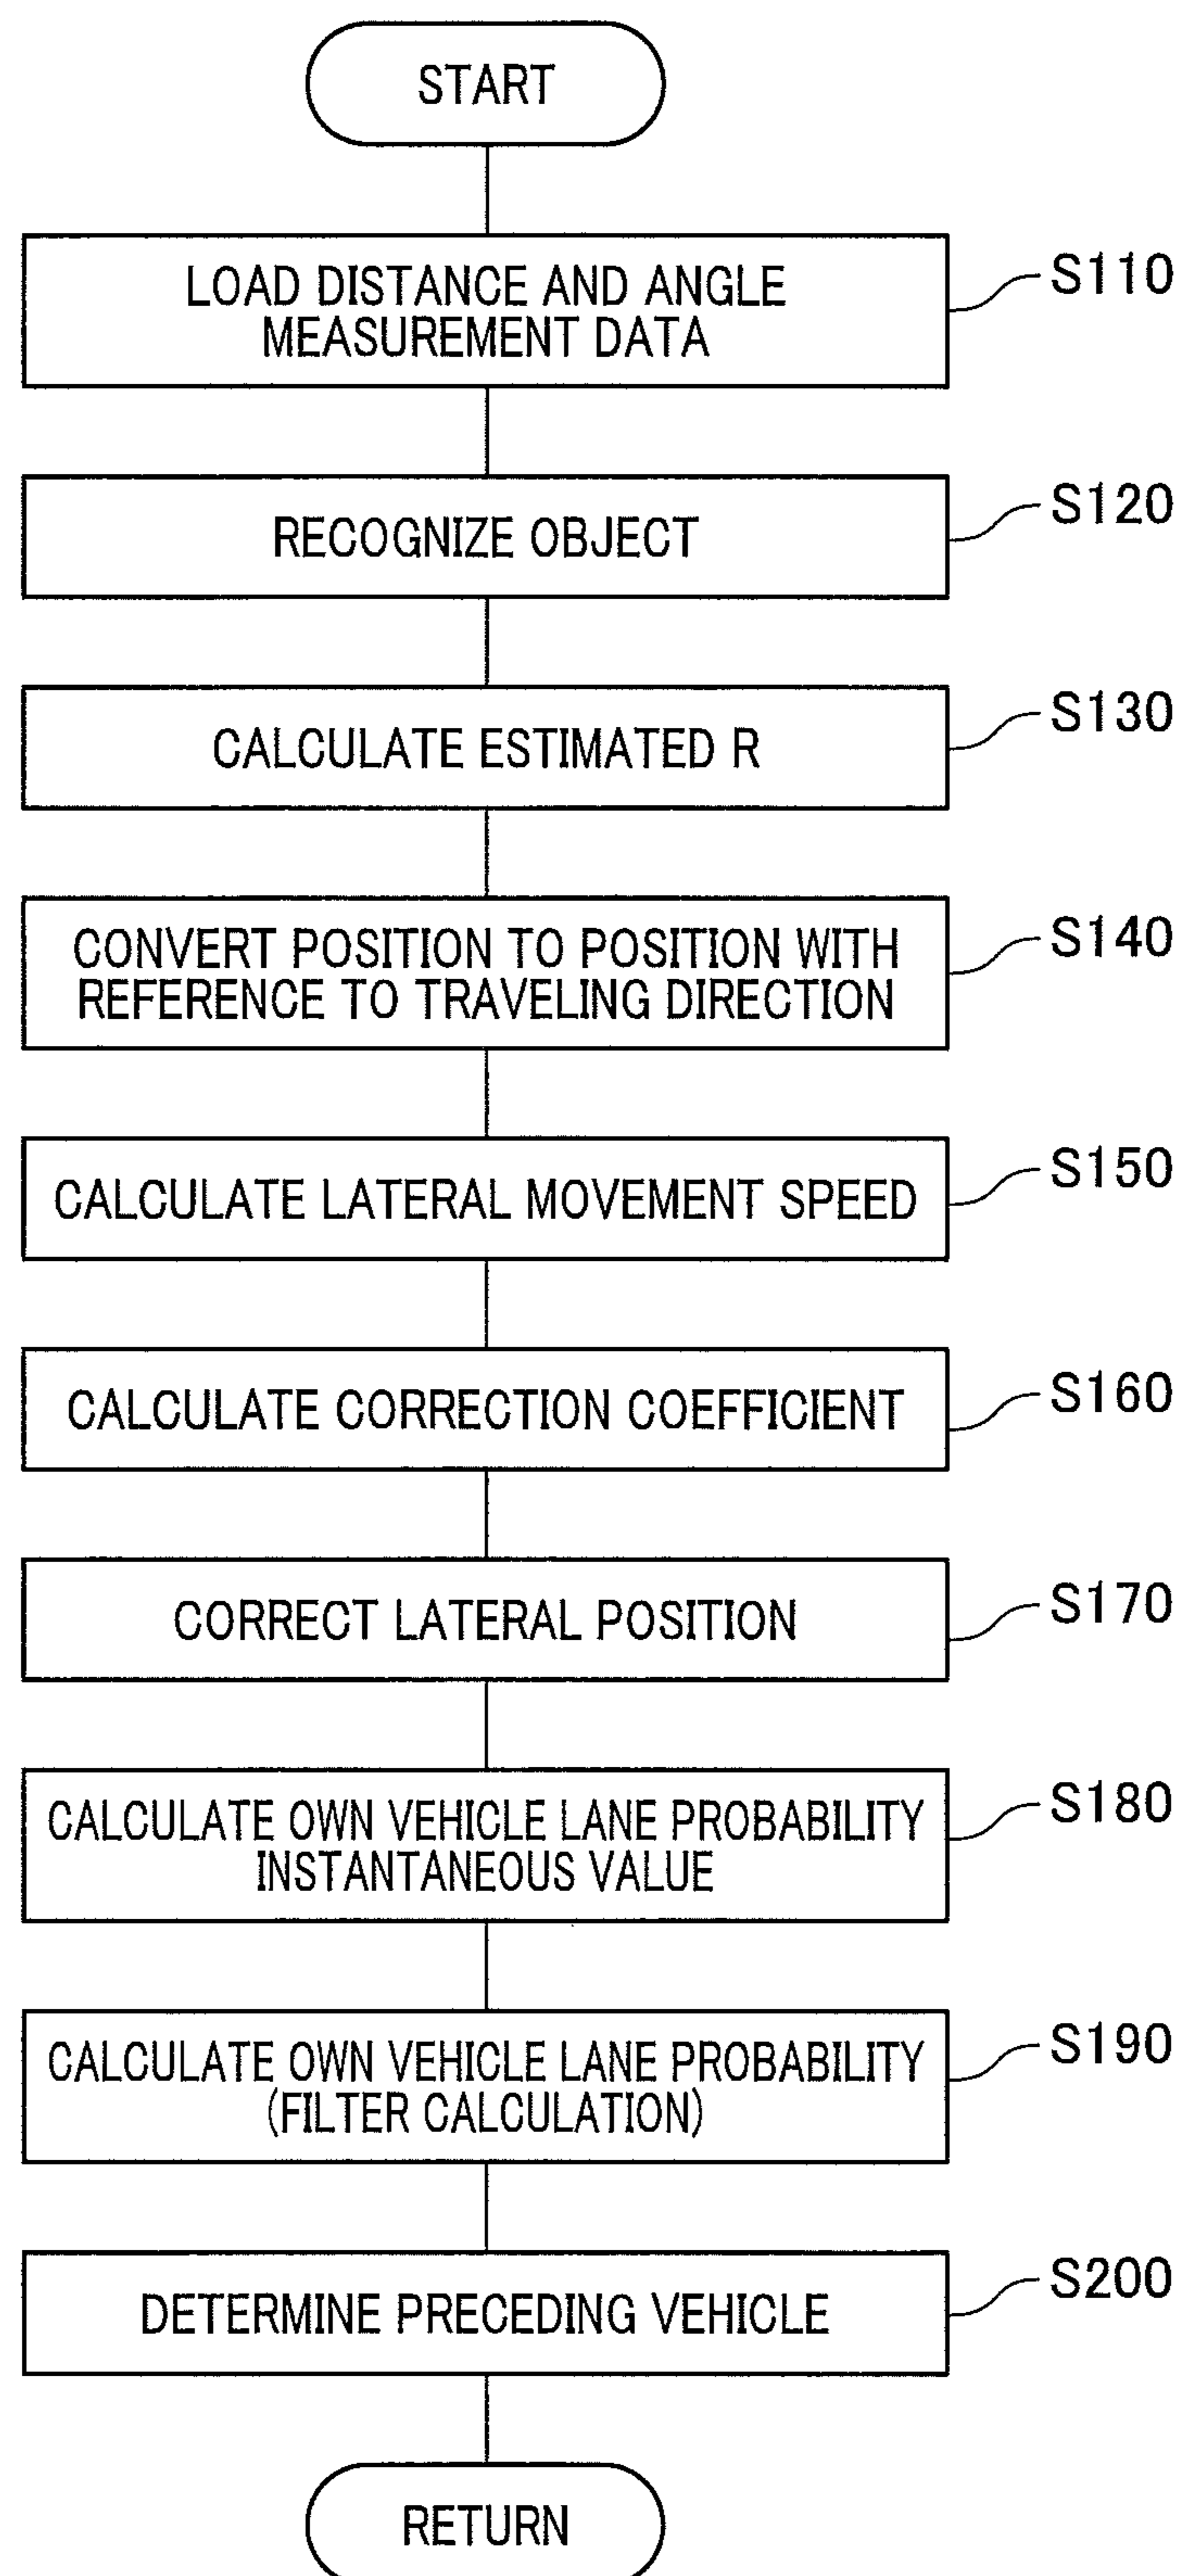 START
LOAD DISTANCE AND ANGLE
MEASUREMENT DATA
S110
RECOGNIZE OBJECT
S120
CALCULATE ESTIMATED R
S130
CONVERT POSITION TO POSITION WITH
REFERENCE TO TRAVELING DIRECTION
S140
CALCULATE LATERAL MOVEMENT SPEED
S150
CALCULATE CORRECTION COEFFICIENT
S160
CORRECT LATERAL POSITION
S170
CALCULATE OWN VEHICLE LANE PROBABILITY
INSTANTANEOUS VALUE
S180
CALCULATE OWN VEHICLE LANE PROBABILITY
(FILTER CALCULATION)
S190
DETERMINE PRECEDING VEHICLE
S200
RETURN